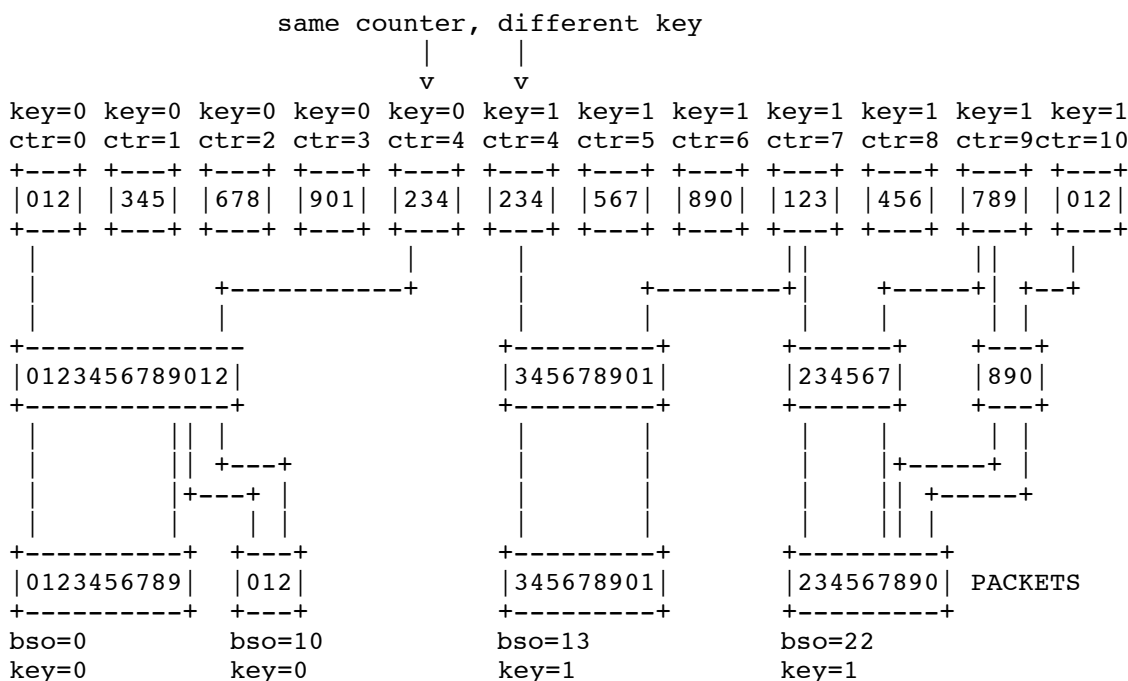 same counter, different key
key=0 key=0 key=0 key=0 key=0 key=1 key=1 key=1 key=1 key=1 key=1 key=1
ctr=0 ctr=1 ctr=2 ctr=3 ctr=4 ctr=4 ctr=5 ctr=6 ctr=7 ctr=8 ctr=9ctr=10
|012| |345| |678| |901| |234| |234| |567| |890| |123| |456| |789| |012|
|0123456789012| |345678901| |234567| |890|
|0123456789| |012| |345678901| |234567890| PACKETS
bso=0 bso=10 bso=13 bso=22
key=0 key=0 key=1 key=1